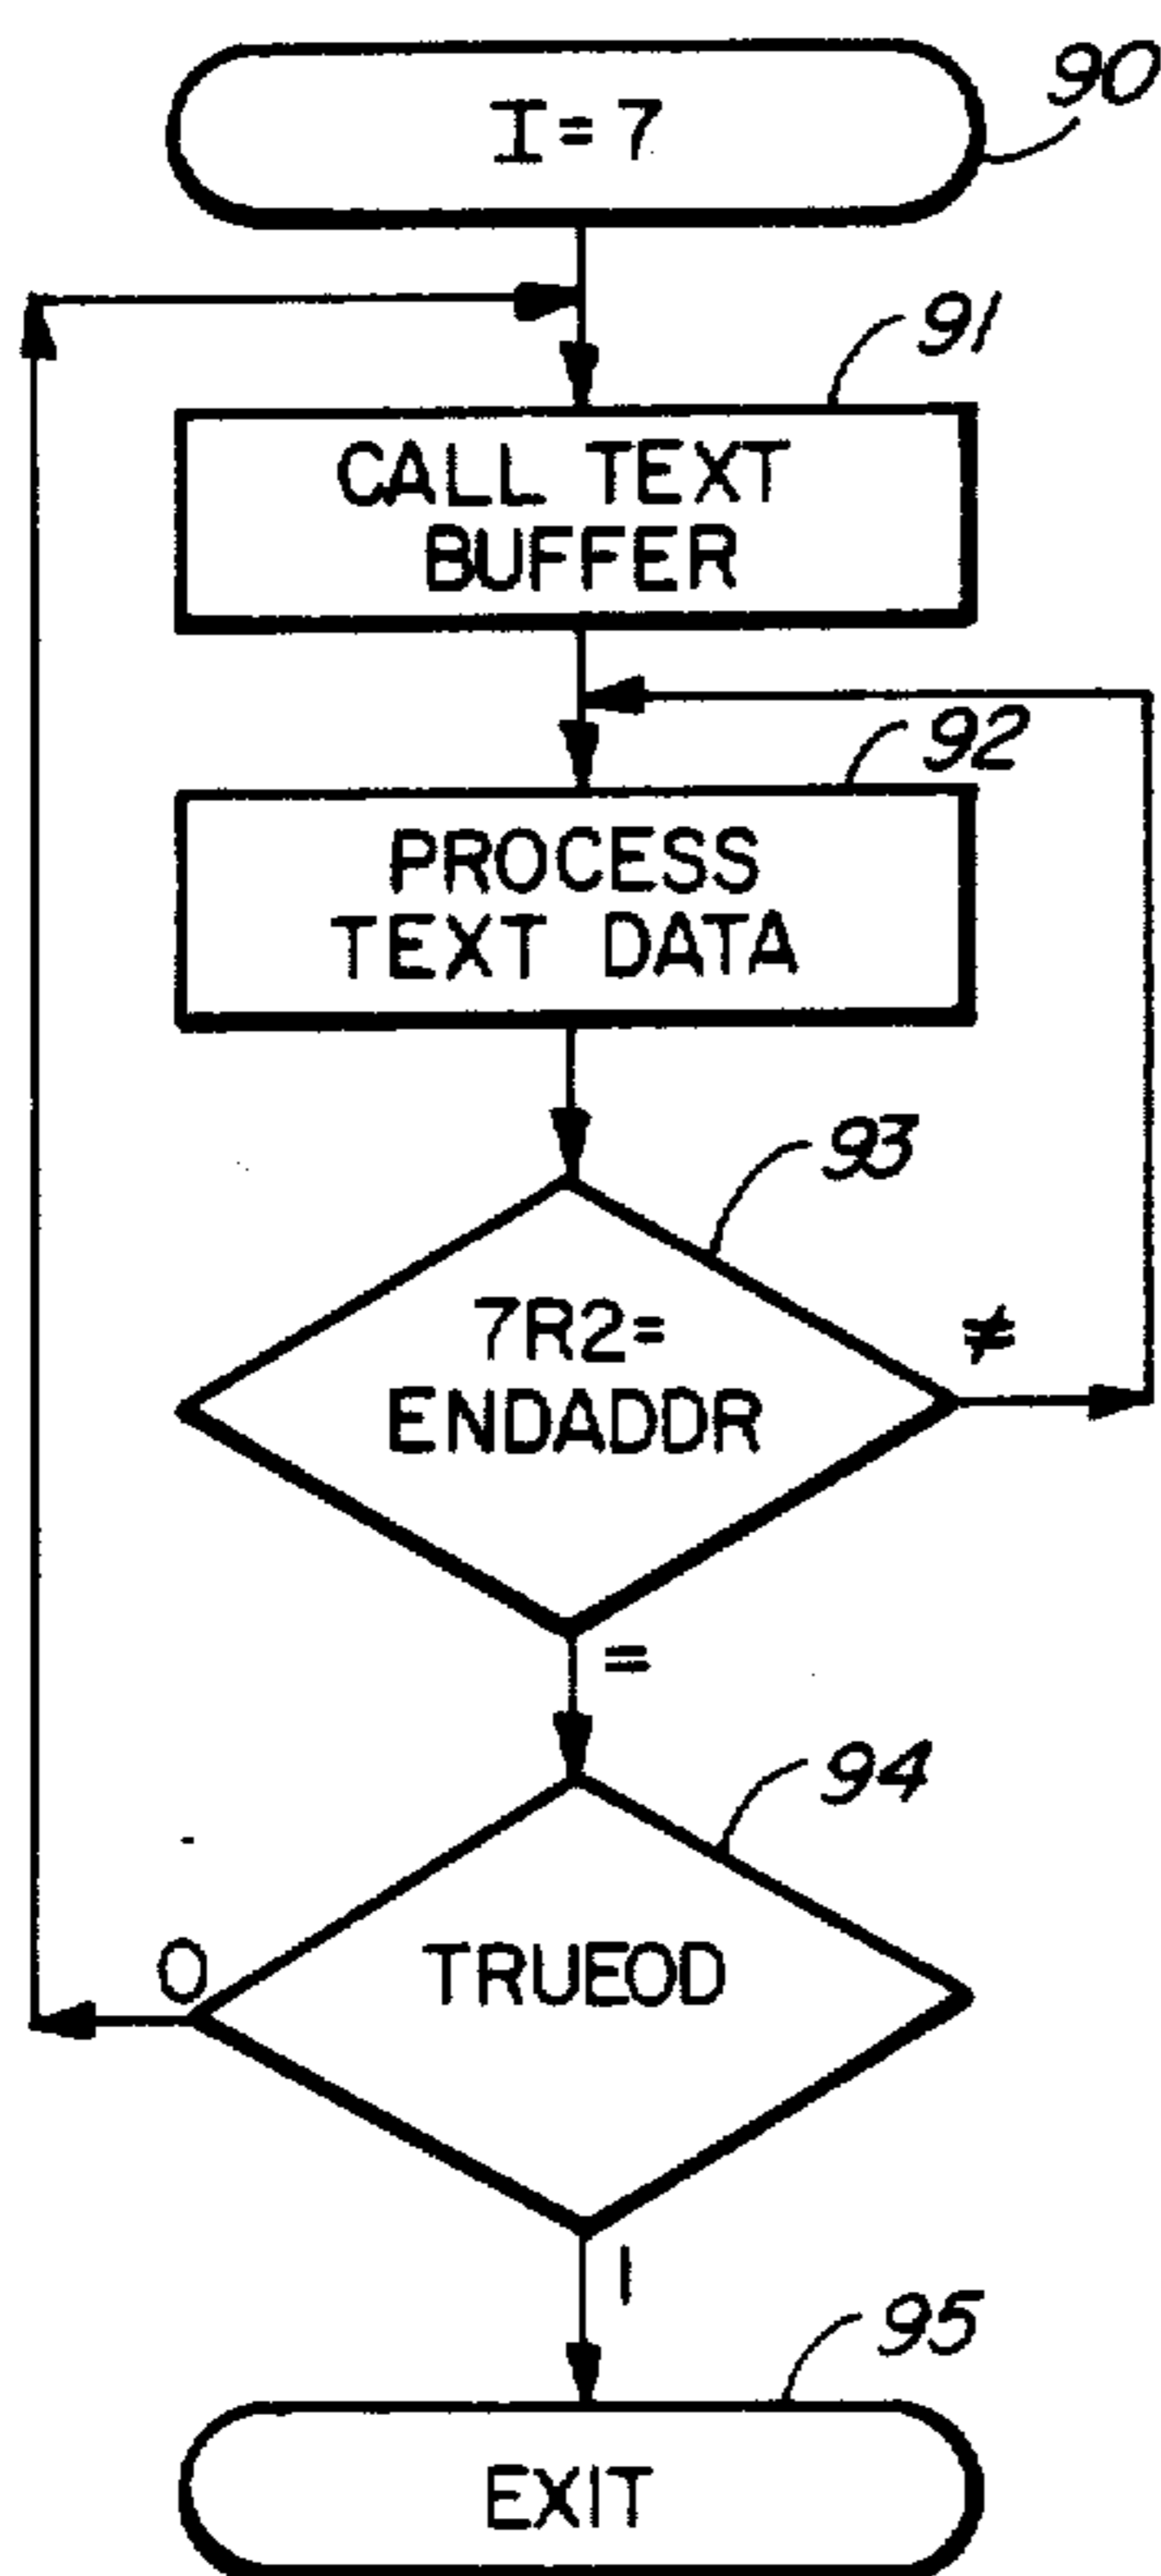 I=7
90
91
CALL TEXT
BUFFER
92
PROCESS
TEXT DATA
93
7R2=
ENDADDR
≠
=
94
TRUEOD
0
1
95
EXIT